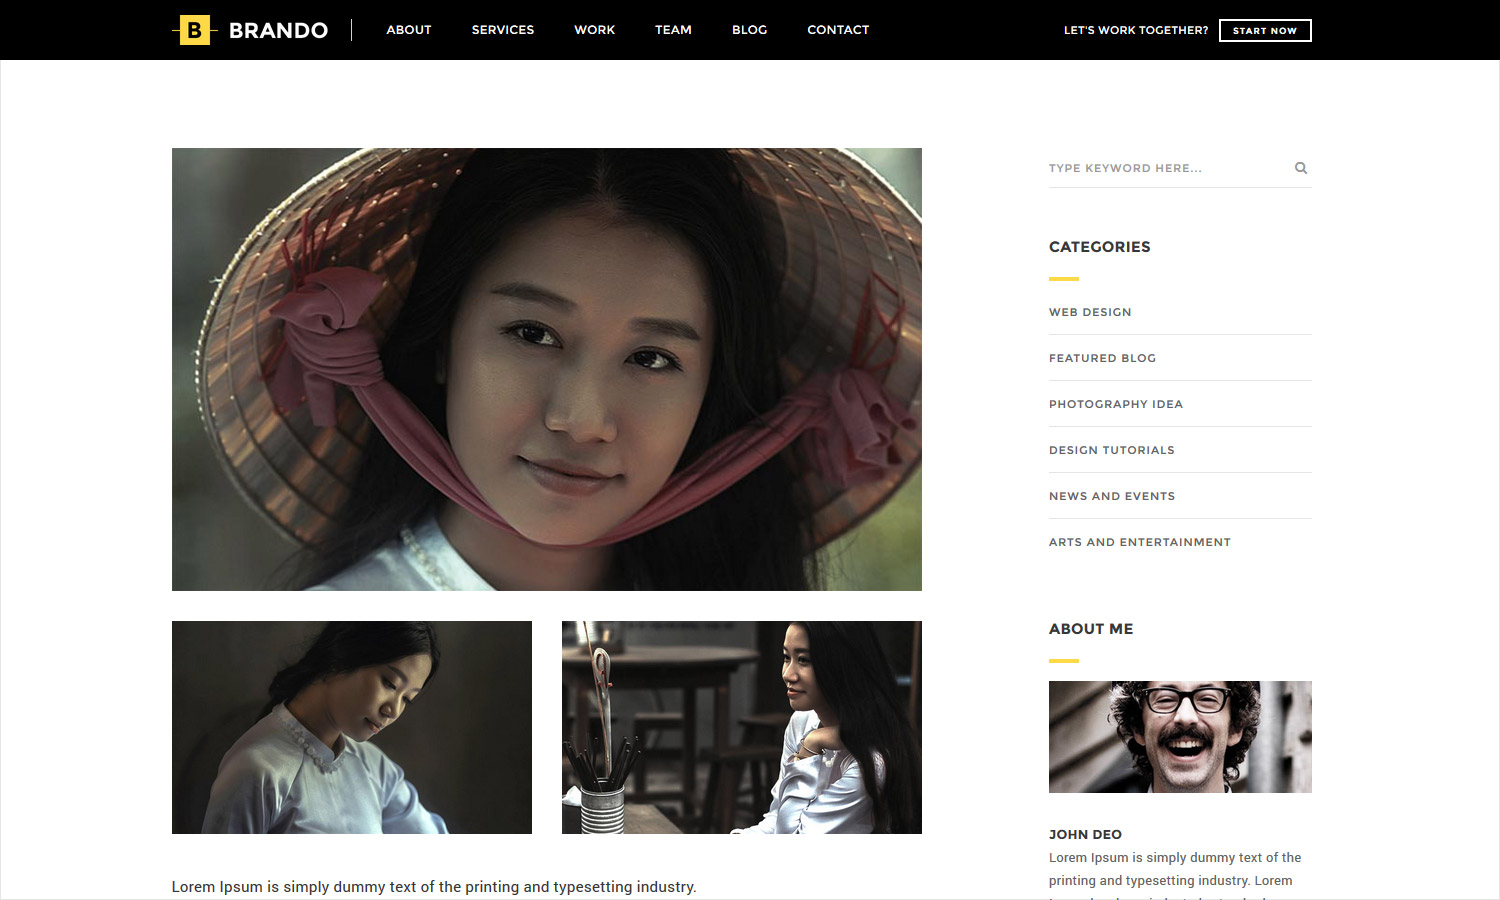 B BRANDO
ABOUT SERVICES WORK TEAM BLOG CONTACT
LET'S WORK TOGETHER? START NOW
TYPE KEYWORD HERE...
CATEGORIES
WEB DESIGN
FEATURED BLOG
PHOTOGRAPHY IDEA
DESIGN TUTORIALS
NEWS AND EVENTS
ARTS AND ENTERTAINMENT
ABOUT ME
JOHN DEO
Lorem Ipsum is simply dummy text of the
printing and typesetting industry. Lorem
Lorem Ipsum is simply dummy text of the printing and typesetting industry.